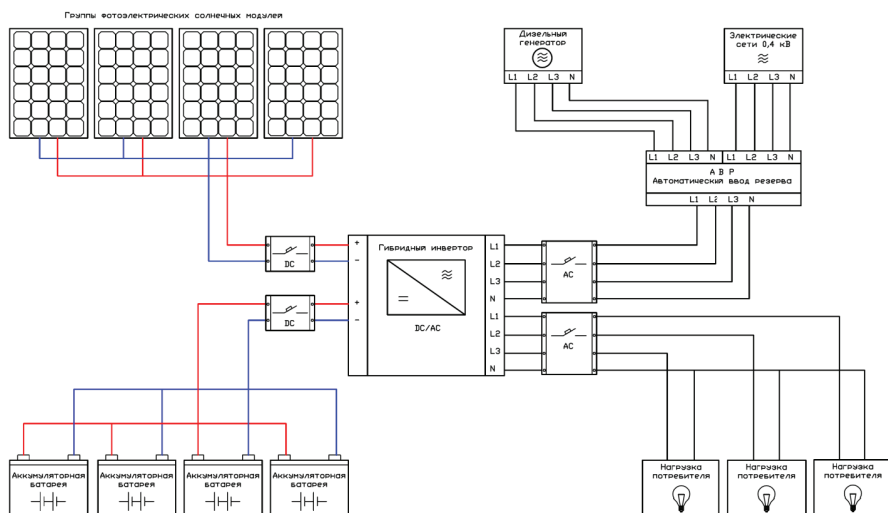 Группы фотоэлектрических солнечных модулей
Дизельный
генератор
L1 L2 L3 N
Электрические
сети 0,4 кВ
L1 L2 L3 N
L1 L2 L3 N L1 L2 L3 N
А В Р
Автоматический ввод резерва
L1 L2 L3 N
DC
+
−
Гибридный инвертор
DC/AC
L1
L2
L3
N
AC
DC
+
−
L1
L2
L3
N
AC
Аккумуляторная
батарея
Аккумуляторная
батарея
Аккумуляторная
батарея
Аккумуляторная
батарея
Нагрузка
потребителя
Нагрузка
потребителя
Нагрузка
потребителя